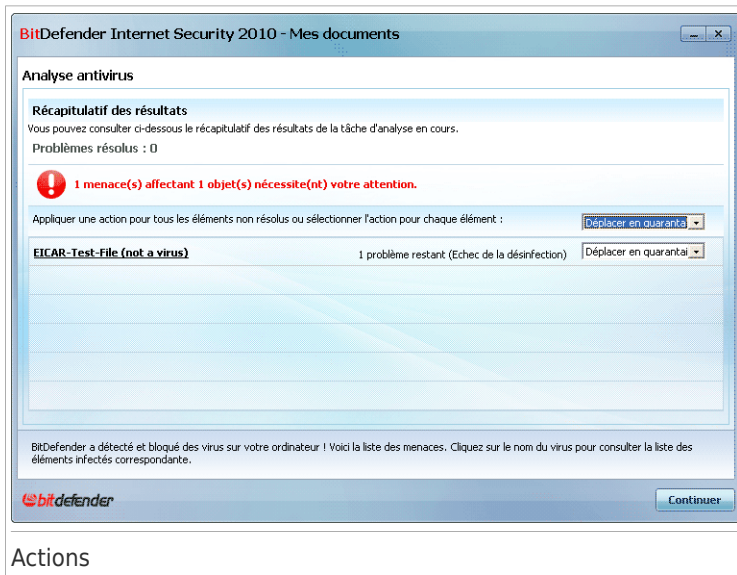 BitDefender Internet Security 2010 - Mes documents
Analyse antivirus
Récapitulatif des résultats
Vous pouvez consulter ci-dessous le récapitulatif des résultats de la tâche d'analyse en cours.
Problèmes résolus : 0
1 menace(s) affectant 1 objet(s) nécessite(nt) votre attention.
Appliquer une action pour tous les éléments non résolus ou sélectionner l'action pour chaque élément : Déplacer en quaranta
EICAR-Test-File (not a virus) 1 problème restant (Echec de la désinfection) Déplacer en quarantai
BitDefender a détecté et bloqué des virus sur votre ordinateur ! Voici la liste des menaces. Cliquez sur le nom du virus pour consulter la liste des
éléments infectés correspondante.
bitdefender Continuer
Actions